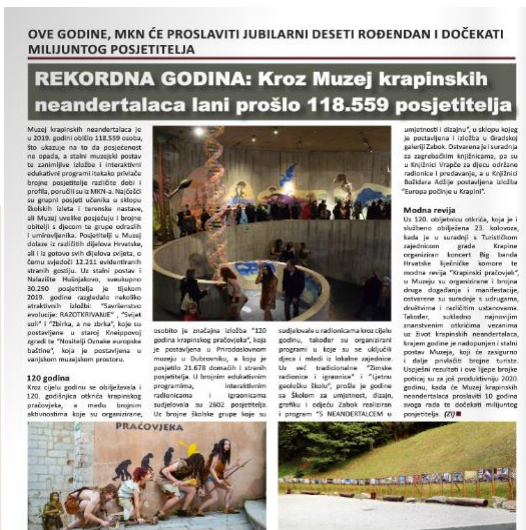 OVE GODINE, MKN ĆE PROSLAVITI JUBILARNI DESETI ROĐENDAN I DOČEKATI
MILIJUNTOG POSJETITELJA
REKORDNA GODINA: Kroz Muzej krapinskih
neandertalaca lani prošlo 118.559 posjetitelja
Muzej krapinskih neandertalaca je
u 2019. godini obišlo 118.559 osoba,
što ukazuje na to da posjećenost
ne opada, a stalni muzejski postav
te zanimljive izložbe i interaktivni
edukativni programi itekako privlače
brojne posjetitelje različite dobi i
profila, poručili su iz MKN-a. Najčešći
su grupni posjeti učenika u sklopu
školskih izleta i terenske nastave,
ali Muzej uvelike posjećuju i brojne
obitelji s djecom te grupe odraslih
i umirovljenika. Posjetitelji u Muzej
dolaze iz različitih dijelova Hrvatske,
ali i iz gotovo svih dijelova svijeta, o
čemu svjedoči 12.211 evidentiranih
stranih gostiju. Uz stalni postav i
Nalazište Hušnjakovo, sveukupno
30.290 posjetitelja je tijekom
2019. godine razgledalo nekoliko
atraktivnih izložbi: "Savršenstvo
evolucije: RAZOTKRIVANJE" , "Svijet
soli" i "Zbirka, a ne zbrka", koje su
postavljene u staroj Kneippovoj
zgradi te "Nositelji Oznake europske
baštine", koja je postavljena u
vanjskom muzejskom prostoru.
120 godina
Kroz cijelu godinu se obilježavala i
120. godišnjica otkrića krapinskog
pračovjeka, a među brojnim
aktivnostima koje su organizirane,
osobito je značajna izložba "120
godina krapinskog pračovjeka", koja
je postavljena u Prirodoslovnom
muzeju u Dubrovniku, a koju je
posjetilo 21.678 domaćih i stranih
posjetitelja. U brojnim edukativnim
programima, interaktivnim
radionicama i igraonicama
sudjelovala su 2602 posjetitelja.
Uz brojne školske grupe koje su
sudjelovale u radionicama kroz cijelu
godinu, također su organizirani
programi u koje su se uključili
djeca i mladi iz lokalne zajednice.
Uz već tradicionalne "Zimske
radionice i igraonice" i "Ljetnu
geološku školu", prošle je godine
sa Školom za umjetnost, dizajn,
grafiku i odjeću Zabok realiziran
i program "S NEANDERTALCEM U
umjetnosti i dizajnu", u sklopu kojeg
je postavljena i izložba u Gradskoj
galeriji Zabok. Ostvarena je i suradnja
sa zagrebačkim knjižnicama, pa su
u Knjižnici Vrapče za djecu održane
radionice i predavanje, a u Knjižnici
Božidara Adžije postavljena izložba
"Europa počinje u Krapini".
Modna revija
Uz 120. obljetnicu otkrića, koja je i
službeno obilježena 23. kolovoza,
kada je u suradnji s Turističkom
zajednicom grada Krapine
organiziran koncert Big banda
Hrvatske kjičničke komore te
modna revija "Krapinski pračovjek",
u Muzeju su organizirane i brojna
druga događanja i manifestacije,
ostvarene su suradnje s udrugama,
društvima i različitim ustanovama.
Također, sukladno najnovijim
znanstvenim otkrićima vezanima
uz život krapinskih neandertalaca,
krajem godine je nadopunjen i stalni
postav Muzeja, koji će zasigurno
i dalje privlačiti brojne turiste.
Uspješni rezultati i ove lijepe brojke
poticaj su za još produktivniju 2020.
godinu, kada će Muzej krapinskih
neandertalaca proslaviti 10 godina
svoga rada te dočekati milijuntog
posjetitelja. (Zi)
PRAČOVJEKA